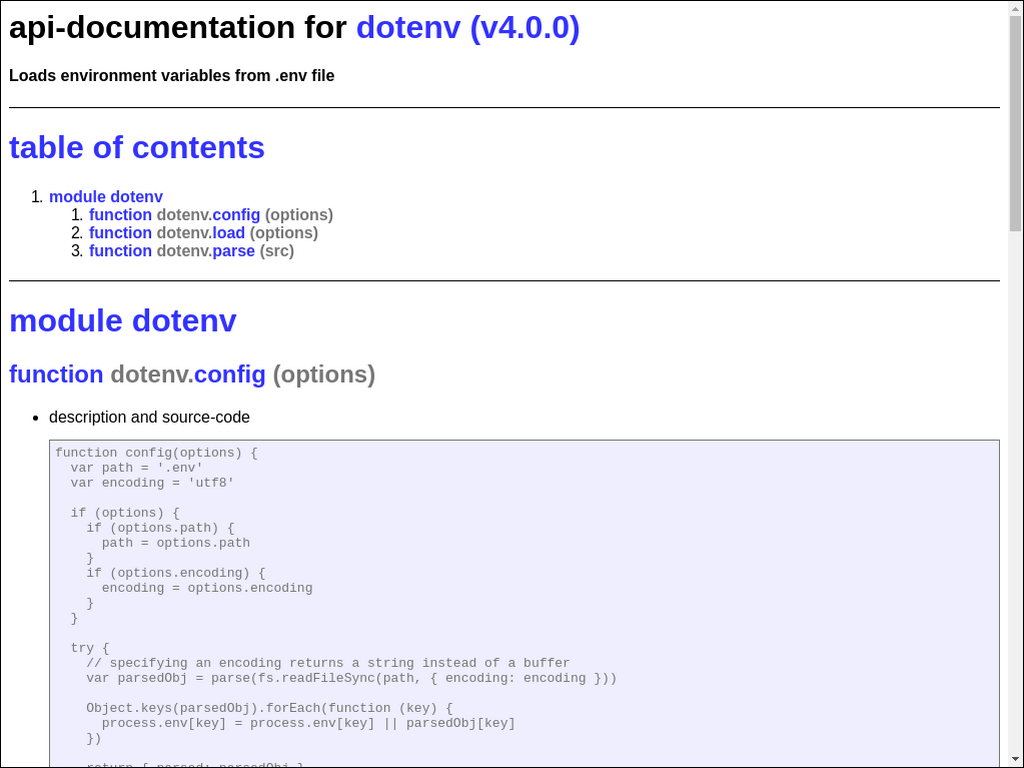 api-documentation for dotenv (v4.0.0)
Loads environment variables from .env file
table of contents
1. module dotenv
1. function dotenv.config (options)
2. function dotenv.load (options)
3. function dotenv.parse (src)
module dotenv
function dotenv.config (options)
• description and source-code
function config(options) {
  var path = '.env'
  var encoding = 'utf8'

  if (options) {
    if (options.path) {
      path = options.path
    }
    if (options.encoding) {
      encoding = options.encoding
    }
  }

  try {
    // specifying an encoding returns a string instead of a buffer
    var parsedObj = parse(fs.readFileSync(path, { encoding: encoding }))

    Object.keys(parsedObj).forEach(function (key) {
      process.env[key] = process.env[key] || parsedObj[key]
    })

    return { parsed: parsedObj }